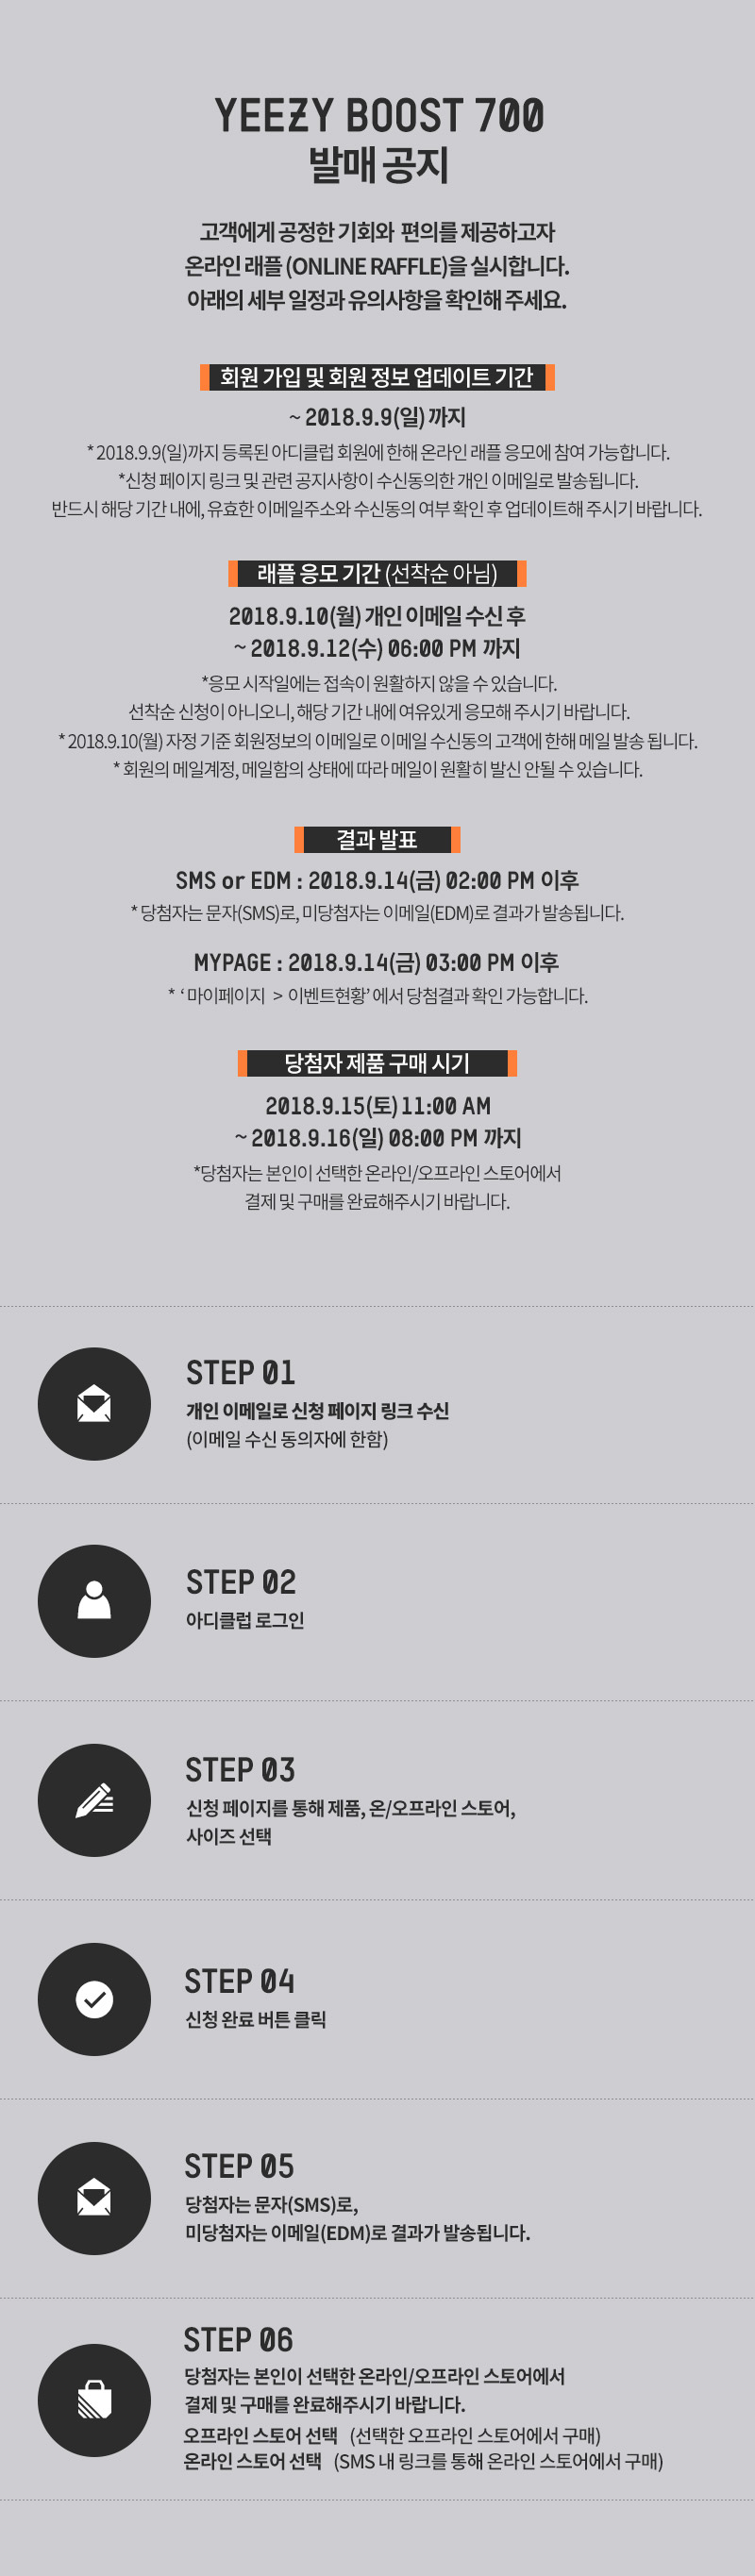 YEEZY BOOST 700
발매 공지
고객에게 공정한 기회와 편의를 제공하고자
온라인 래플 (ONLINE RAFFLE)을 실시합니다.
아래의 세부 일정과 유의사항을 확인해 주세요.
회원 가입 및 회원 정보 업데이트 기간
~ 2018.9.9(일) 까지
* 2018.9.9(일)까지 등록된 아디클럽 회원에 한해 온라인 래플 응모에 참여 가능합니다.
*신청 페이지 링크 및 관련 공지사항이 수신동의한 개인 이메일로 발송됩니다.
반드시 해당 기간 내에, 유효한 이메일주소와 수신동의 여부 확인 후 업데이트해 주시기 바랍니다.
래플 응모 기간 (선착순 아님)
2018.9.10(월) 개인 이메일 수신 후
~ 2018.9.12(수) 06:00 PM 까지
*응모 시작일에는 접속이 원활하지 않을 수 있습니다.
선착순 신청이 아니오니, 해당 기간 내에 여유있게 응모해 주시기 바랍니다.
* 2018.9.10(월) 자정 기준 회원정보의 이메일로 이메일 수신동의 고객에 한해 메일 발송 됩니다.
* 회원의 메일계정, 메일함의 상태에 따라 메일이 원활히 발신 안될 수 있습니다.
결과 발표
SMS or EDM : 2018.9.14(금) 02:00 PM 이후
* 당첨자는 문자(SMS)로, 미당첨자는 이메일(EDM)로 결과가 발송됩니다.
MYPAGE : 2018.9.14(금) 03:00 PM 이후
* ‘ 마이페이지 > 이벤트현황’ 에서 당첨결과 확인 가능합니다.
당첨자 제품 구매 시기
2018.9.15(토) 11:00 AM
~ 2018.9.16(일) 08:00 PM 까지
*당첨자는 본인이 선택한 온라인/오프라인 스토어에서
결제 및 구매를 완료해주시기 바랍니다.
STEP 01
개인 이메일로 신청 페이지 링크 수신
(이메일 수신 동의자에 한함)
STEP 02
아디클럽 로그인
STEP 03
신청 페이지를 통해 제품, 온/오프라인 스토어,
사이즈 선택
STEP 04
신청 완료 버튼 클릭
STEP 05
당첨자는 문자(SMS)로,
미당첨자는 이메일(EDM)로 결과가 발송됩니다.
STEP 06
당첨자는 본인이 선택한 온라인/오프라인 스토어에서
결제 및 구매를 완료해주시기 바랍니다.
오프라인 스토어 선택 (선택한 오프라인 스토어에서 구매)
온라인 스토어 선택 (SMS 내 링크를 통해 온라인 스토어에서 구매)